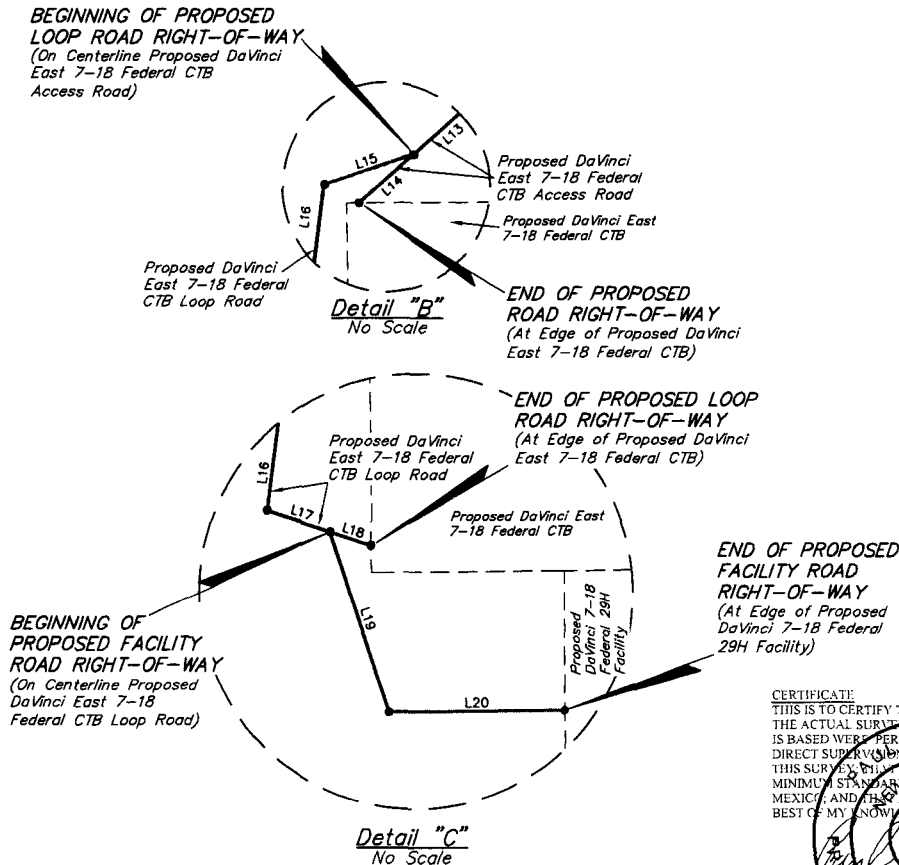 BEGINNING OF PROPOSED
LOOP ROAD RIGHT-OF-WAY
(On Centerline Proposed DaVinci
East 7-18 Federal CTB
Access Road)
L13
L15
L14
L16
Proposed DaVinci
East 7-18 Federal
CTB Access Road
Proposed DaVinci East
7-18 Federal CTB
Proposed DaVinci
East 7-18 Federal
CTB Loop Road
Detail "B"
No Scale
END OF PROPOSED
ROAD RIGHT-OF-WAY
(At Edge of Proposed DaVinci
East 7-18 Federal CTB)
END OF PROPOSED LOOP
ROAD RIGHT-OF-WAY
(At Edge of Proposed DaVinci
East 7-18 Federal CTB)
Proposed DaVinci
East 7-18 Federal
CTB Loop Road
L16
L17
L18
Proposed DaVinci East
7-18 Federal CTB
L19
L20
Proposed
DaVinci 7-18
Federal 29H
Facility
END OF PROPOSED
FACILITY ROAD
RIGHT-OF-WAY
(At Edge of Proposed
DaVinci 7-18 Federal
29H Facility)
BEGINNING OF
PROPOSED FACILITY
ROAD RIGHT-OF-WAY
(On Centerline Proposed
DaVinci East 7-18
Federal CTB Loop Road)
Detail "C"
No Scale
CERTIFICATE
THIS IS TO CERTIFY
THE ACTUAL
IS BASED WERE
DIRECT SUPERVISION
THIS SURVEY
MINIMUM
MEXICO; AND
BEST OF MY